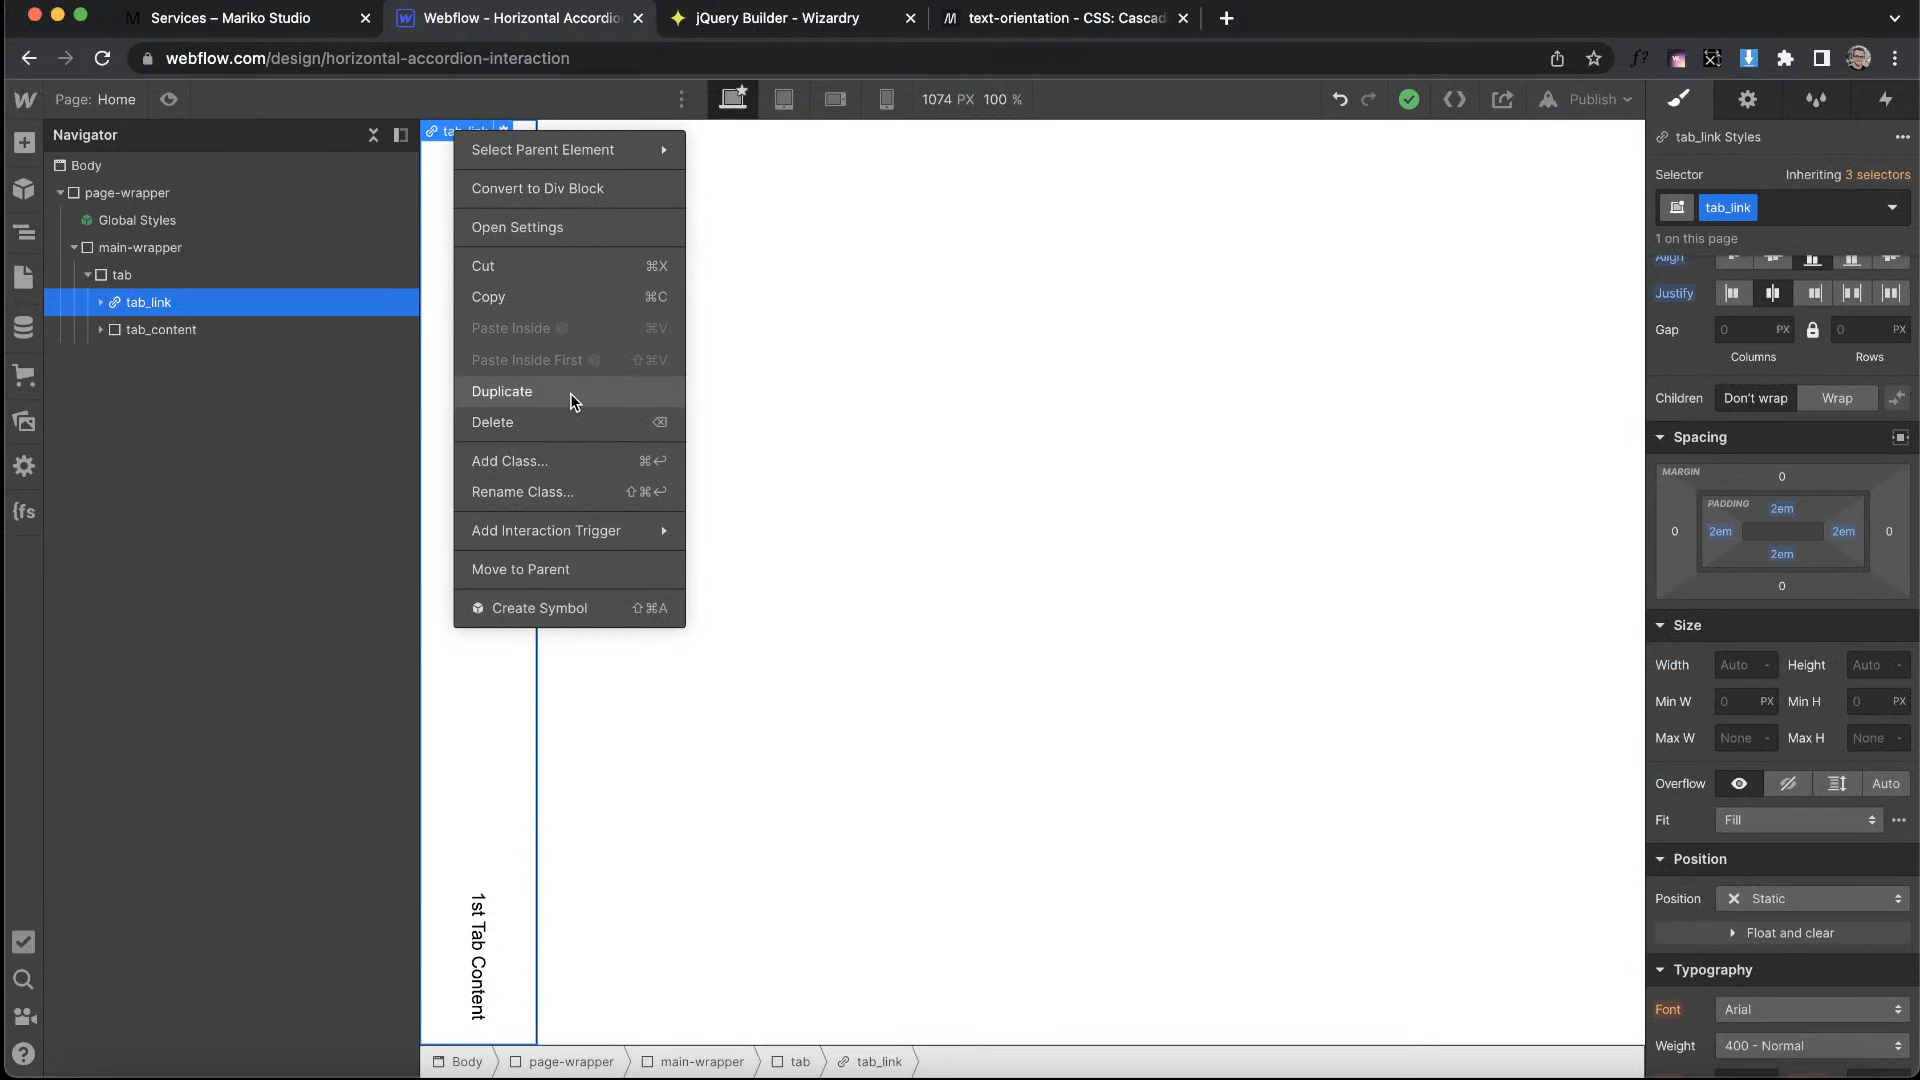 Services – Mariko Studio
Webflow - Horizontal Accordio
jQuery Builder - Wizardry
text-orientation - CSS: Cascad
webflow.com/design/horizontal-accordion-interaction
Page: Home
1074 PX 100 %
Publish
Navigator
Body
page-wrapper
Global Styles
main-wrapper
tab
tab_link
tab_content
Select Parent Element
Convert to Div Block
Open Settings
Cut ⌘X
Copy ⌘C
Paste Inside ⌘V
Paste Inside First ⇧⌘V
Duplicate
Delete
Add Class... ⌘↩
Rename Class... ⇧⌘↩
Add Interaction Trigger
Move to Parent
Create Symbol ⇧⌘A
1st Tab Content
Body page-wrapper main-wrapper tab tab_link
tab_link Styles
Selector Inheriting 3 selectors
tab_link
1 on this page
Align
Justify
Gap 0 PX 0 PX
Columns Rows
Children Don't wrap Wrap
Spacing
MARGIN 0
PADDING 2em
0 2em 2em 0
2em
0
Size
Width Auto - Height Auto -
Min W 0 PX Min H 0 PX
Max W None - Max H None -
Overflow Auto
Fit Fill
Position
Position Static
Float and clear
Typography
Font Arial
Weight 400 - Normal